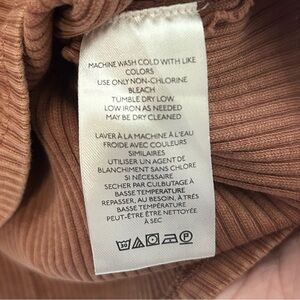 MACHINE WASH COLD WITH LIKE
COLORS
USE ONLY NON-CHLORINE
BLEACH
TUMBLE DRY LOW
LOW IRON AS NEEDED
MAY BE DRY CLEANED
LAVER À LA MACHINE À L'EAU
FROIDE AVEC COULEURS
SIMILAIRES
UTILISER UN AGENT DE
BLANCHIMENT SANS CHLORE
SI NÉCESSAIRE
SECHER PAR CULBUTAGE À
BASSE TEMPÉRATURE
REPASSER, AU BESOIN, À TRÈS
BASSE TEMPÉRATURE
PEUT-ÊTRE ÊTRE NETTOYÉE
À SEC